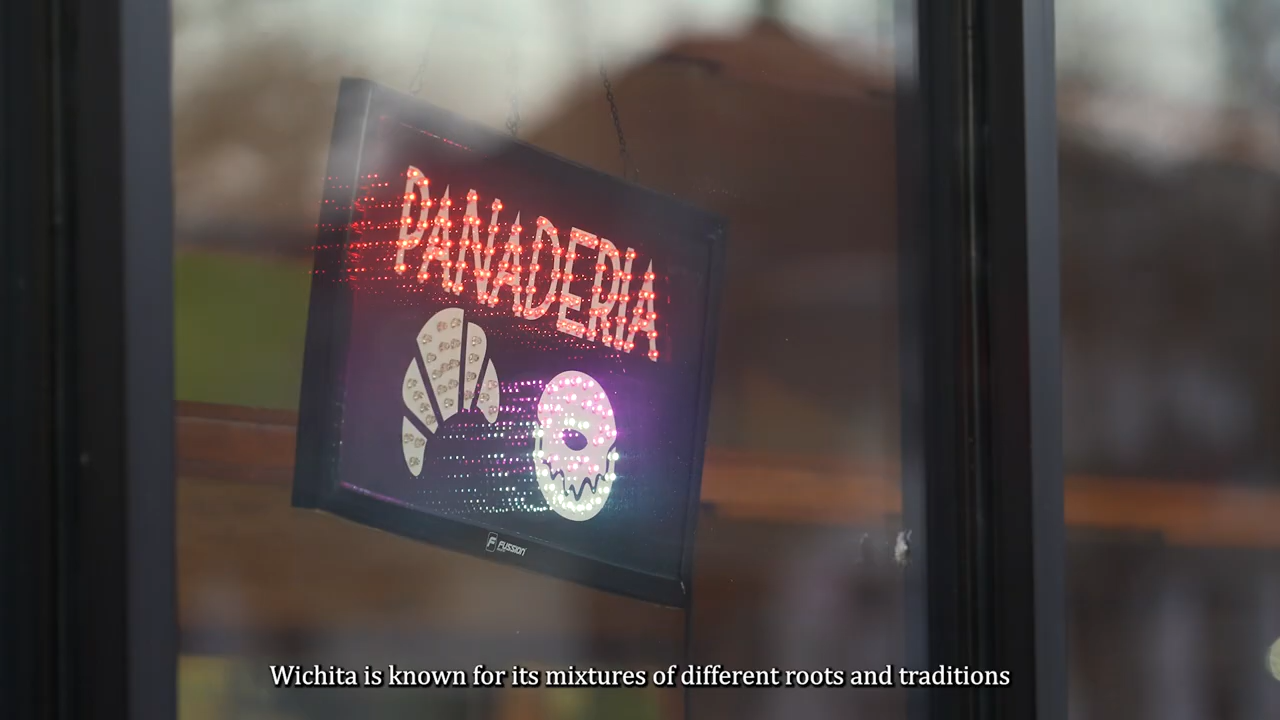 PANADERIA
FUSSION
Wichita is known for its mixtures of different roots and traditions